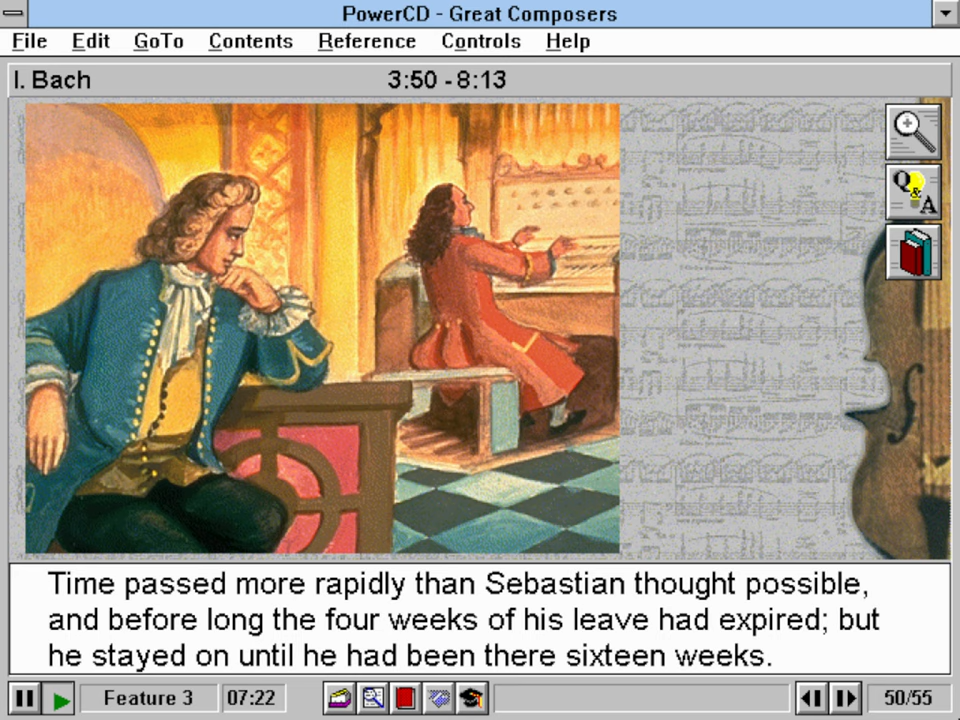 PowerCD - Great Composers
File Edit GoTo Contents Reference Controls Help
I. Bach 3:50 - 8:13
Q & A
Time passed more rapidly than Sebastian thought possible,
and before long the four weeks of his leave had expired; but
he stayed on until he had been there sixteen weeks.
Feature 3 07:22 50/55